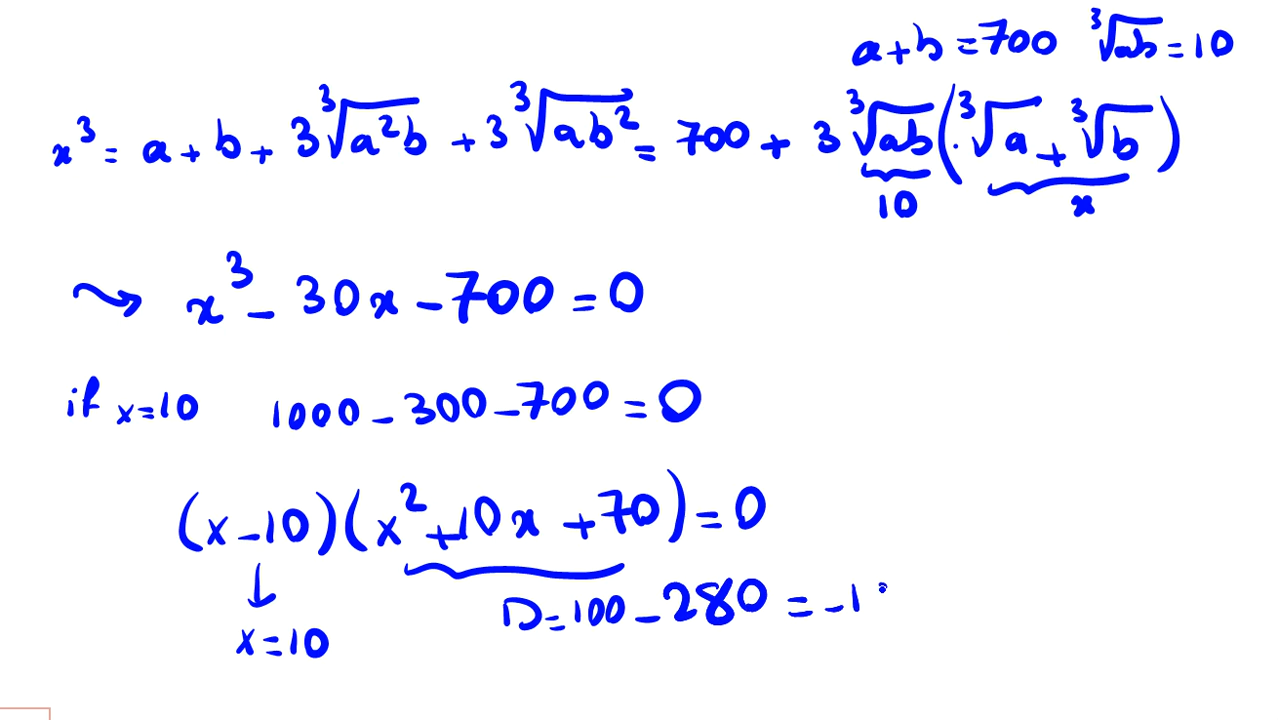 a+b=700 ∛ab=10
x³ = a + b + 3∛a²b + 3∛ab² = 700 + 3∛ab(∛a + ∛b)
10 x
⇝ x³ - 30x - 700 = 0
if x=10 1000 - 300 - 700 = 0
(x - 10)(x² + 10x + 70) = 0
↓ D = 100 - 280 = -1
x = 10